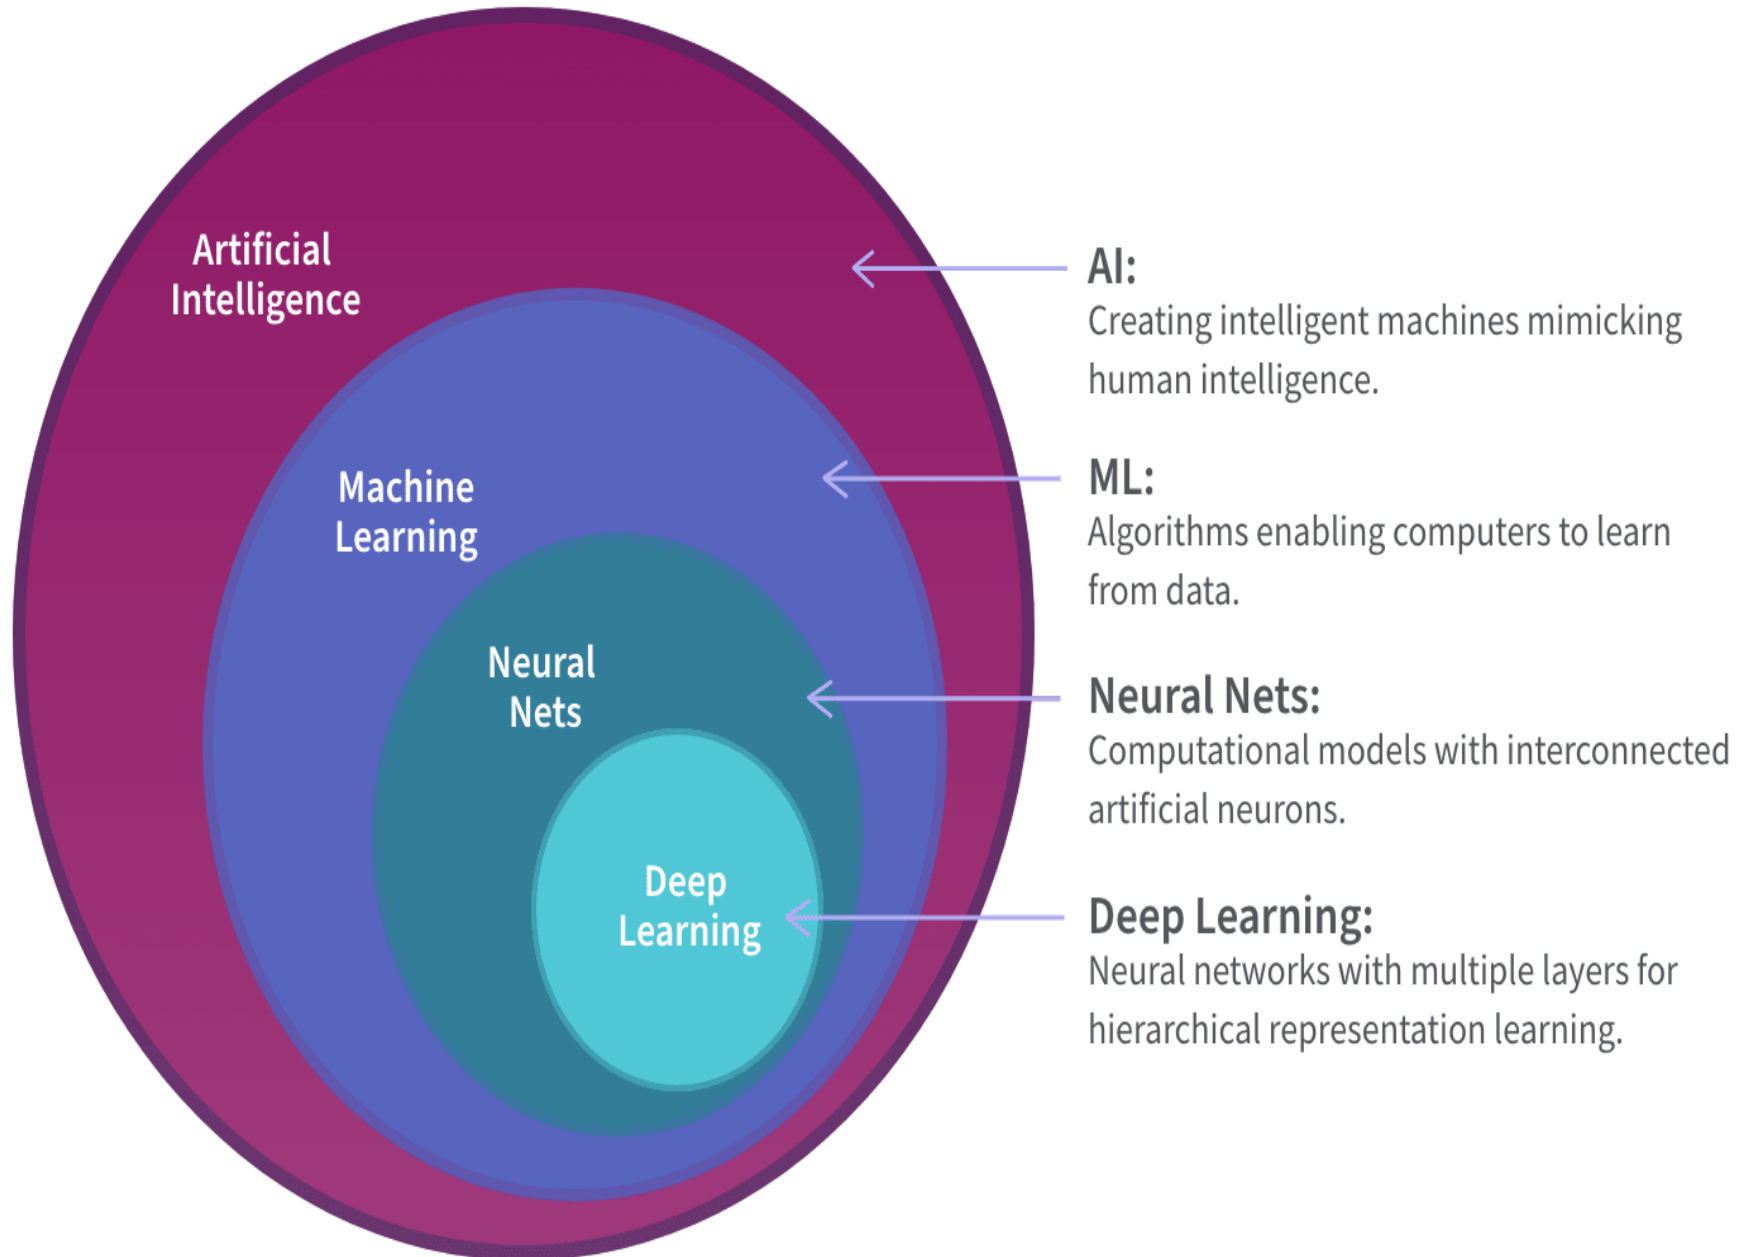 Artificial
Intelligence
Machine
Learning
Neural
Nets
Deep
Learning
AI:
Creating intelligent machines mimicking
human intelligence.
ML:
Algorithms enabling computers to learn
from data.
Neural Nets:
Computational models with interconnected
artificial neurons.
Deep Learning:
Neural networks with multiple layers for
hierarchical representation learning.